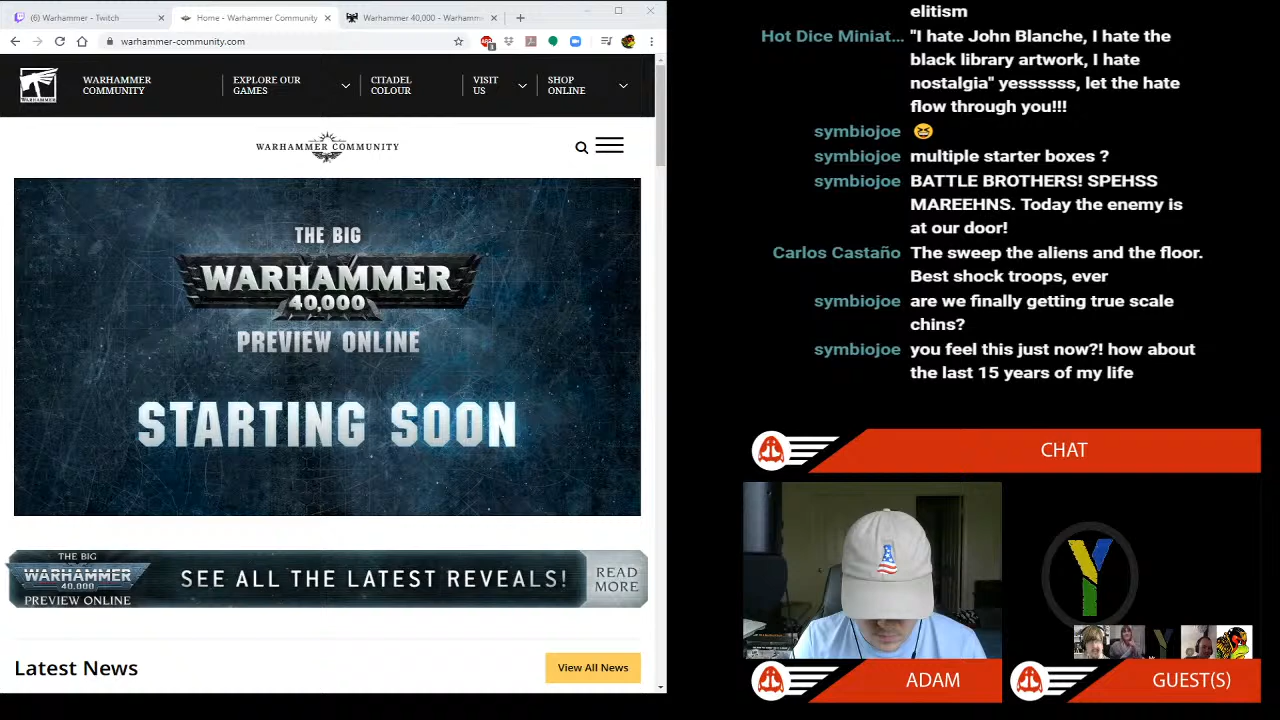 (6) Warhammer - Twitch
Home - Warhammer Community
Warhammer 40,000 - Warhamm
warhammer-community.com
WARHAMMER
WARHAMMER COMMUNITY
EXPLORE OUR GAMES
CITADEL COLOUR
VISIT US
SHOP ONLINE
WARHAMMER COMMUNITY
THE BIG
WARHAMMER
40,000
PREVIEW ONLINE
STARTING SOON
THE BIG
WARHAMMER
40,000
PREVIEW ONLINE
SEE ALL THE LATEST REVEALS!
READ MORE
Latest News
View All News
elitism
Hot Dice Miniat... "I hate John Blanche, I hate the
black library artwork, I hate
nostalgia" yessssss, let the hate
flow through you!!!
symbiojoe 😆
symbiojoe multiple starter boxes ?
symbiojoe BATTLE BROTHERS! SPEHSS
MAREEHNS. Today the enemy is
at our door!
Carlos Castaño The sweep the aliens and the floor.
Best shock troops, ever
symbiojoe are we finally getting true scale
chins?
symbiojoe you feel this just now?! how about
the last 15 years of my life
CHAT
Y
ADAM
GUEST(S)